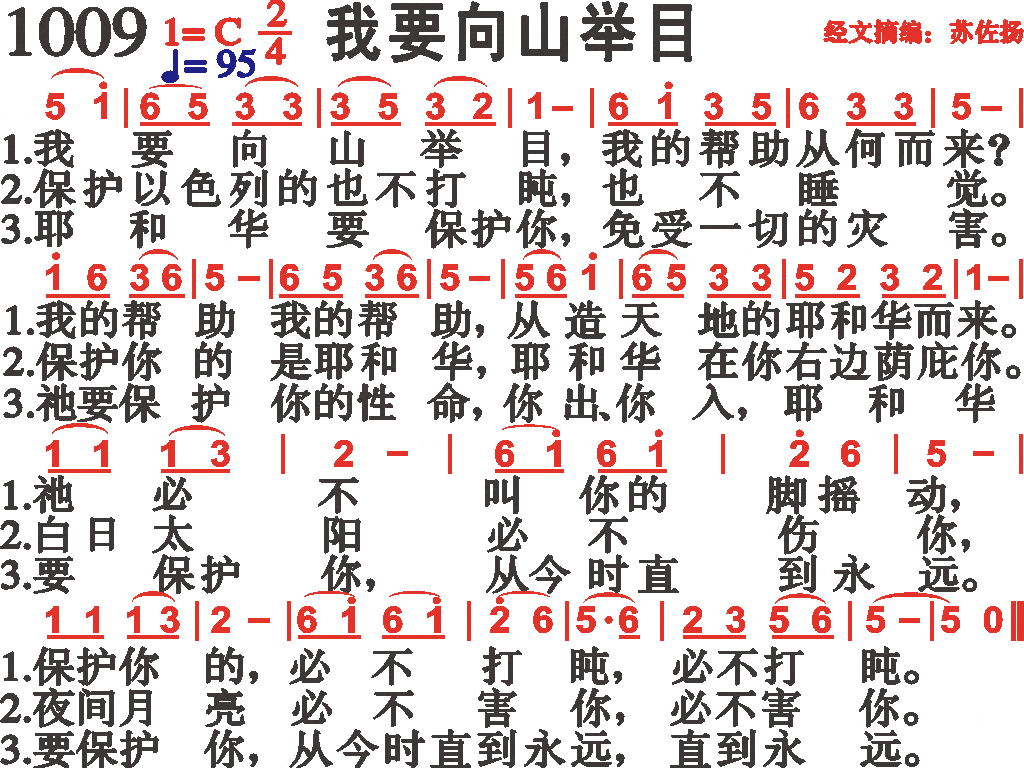 1009 1=C 2/4 我要向山举目 经文摘编：苏佐扬
♩=95
5 i̇ | 6 5 3 3 | 3 5 3 2 | 1 – | 6 i̇ 3 5 | 6 3 3 | 5 – |
1.我要向山举目，我的帮助从何而来？
2.保护以色列的也不打盹，也不睡觉。
3.耶和华要保护你，免受一切的灾害。
i̇ 6 3 6 | 5 – | 6 5 3 6 | 5 – | 5 6 i̇ | 6 5 3 3 | 5 2 3 2 | 1 – |
1.我的帮助我的帮助，从造天地的耶和华而来。
2.保护你的是耶和华，耶和华在你右边荫庇你。
3.祂要保护你的性命，你出、你入，耶和华
1 1 1 3 | 2 – | 6 i̇ 6 i̇ | 2̇ 6 | 5 – |
1.祂必不叫你的脚摇动，
2.白日太阳必不伤你，
3.要保护你，从今时直到永远。
1 1 1 3 | 2 – | 6 i̇ 6 i̇ | 2̇ 6 | 5·6 | 2 3 5 6 | 5 – | 5 0 ‖
1.保护你的，必不打盹，必不打盹。
2.夜间月亮必不害你，必不害你。
3.要保护你，从今时直到永远，直到永远。